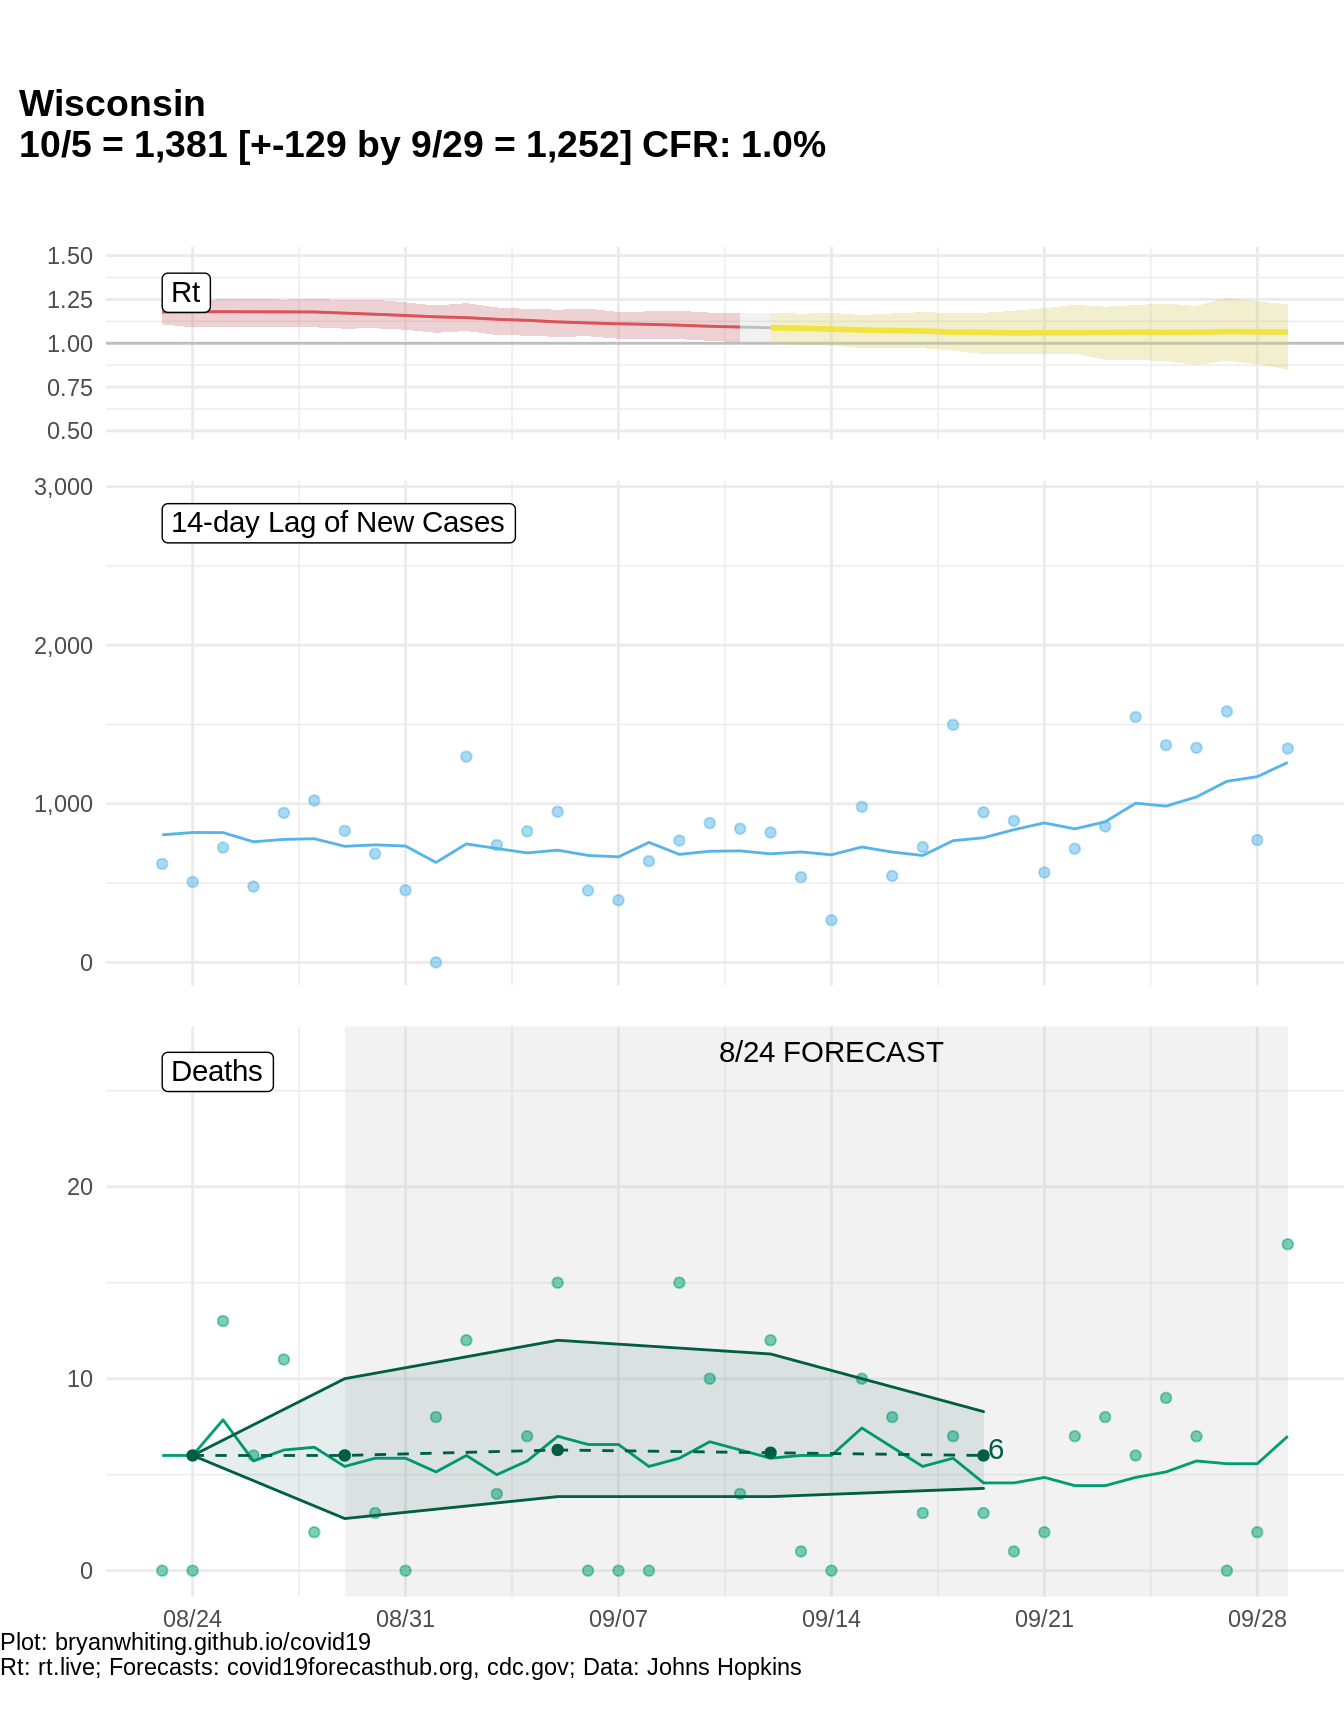 Wisconsin
10/5 = 1,381 [+-129 by 9/29 = 1,252] CFR: 1.0%
1.50
Rt
1.25
1.00
0.75
0.50
3,000
14-day Lag of New Cases
2,000
1,000
0
8/24 FORECAST
Deaths
20
10
6
0
08/24 08/31 09/07 09/14 09/21 09/28
Plot: bryanwhiting.github.io/covid19
Rt: rt.live; Forecasts: covid19forecasthub.org, cdc.gov; Data: Johns Hopkins